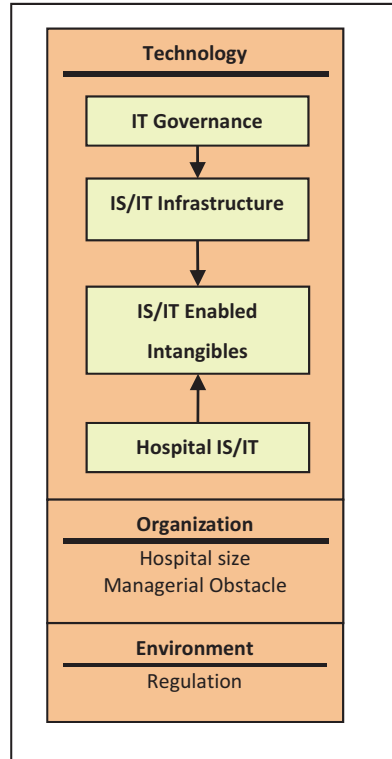 Technology
IT Governance
IS/IT Infrastructure
IS/IT Enabled
Intangibles
Hospital IS/IT
Organization
Hospital size
Managerial Obstacle
Environment
Regulation